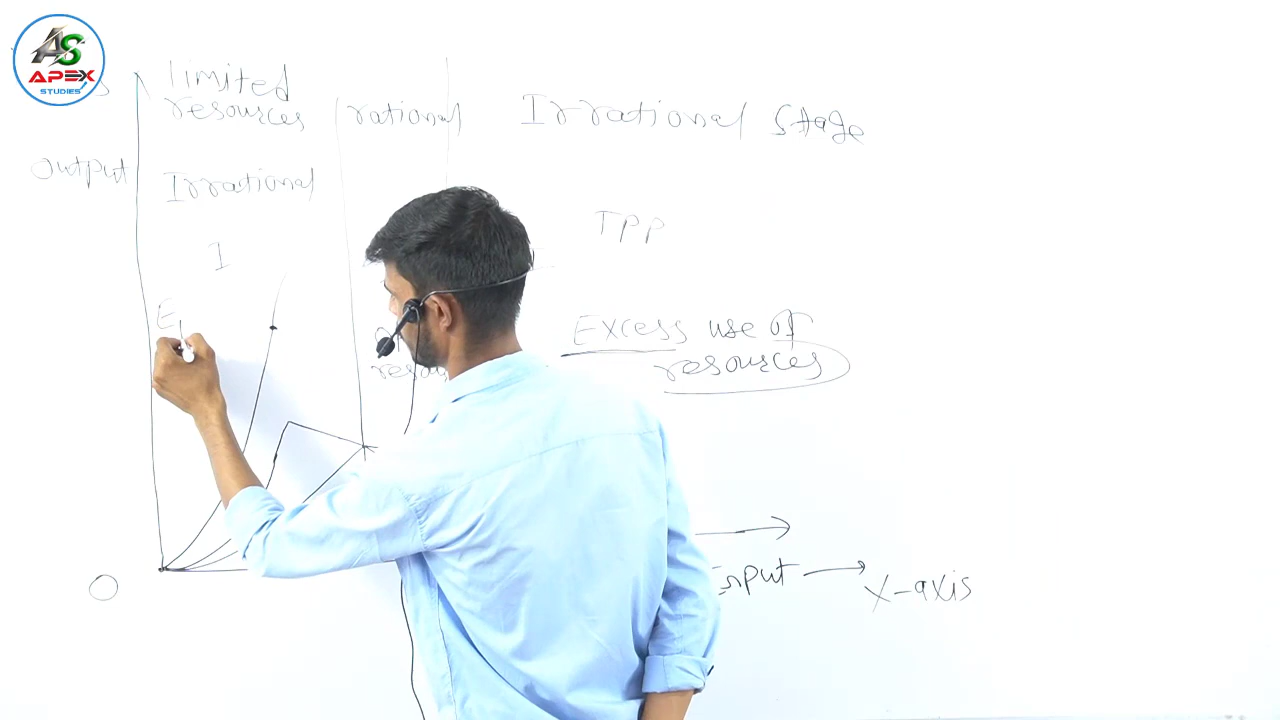 AS
APEX
STUDIES
limited
resources
rational
Irrational stage
output
Irrational
TPP
I
Excess use of
resources
Input
X-axis
O